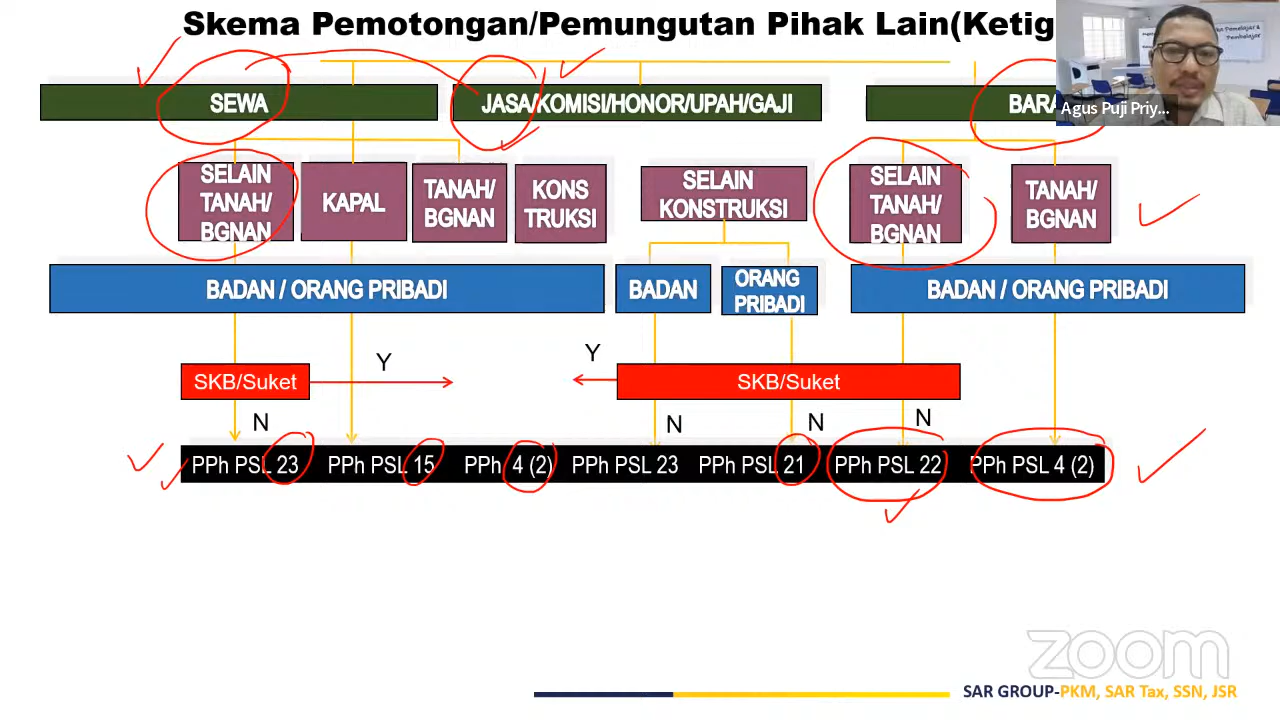 Skema Pemotongan/Pemungutan Pihak Lain(Ketig
Agus Puji Priy...
SEWA
JASA/KOMISI/HONOR/UPAH/GAJI
BARA
SELAIN
TANAH/
BGNAN
KAPAL
TANAH/
BGNAN
KONS
TRUKSI
SELAIN
KONSTRUKSI
SELAIN
TANAH/
BGNAN
TANAH/
BGNAN
BADAN / ORANG PRIBADI
BADAN
ORANG
PRIBADI
BADAN / ORANG PRIBADI
SKB/Suket
Y
Y
SKB/Suket
N
N
N
N
PPh PSL 23
PPh PSL 15
PPh 4 (2)
PPh PSL 23
PPh PSL 21
PPh PSL 22
PPh PSL 4 (2)
zoom
SAR GROUP-PKM, SAR Tax, SSN, JSR